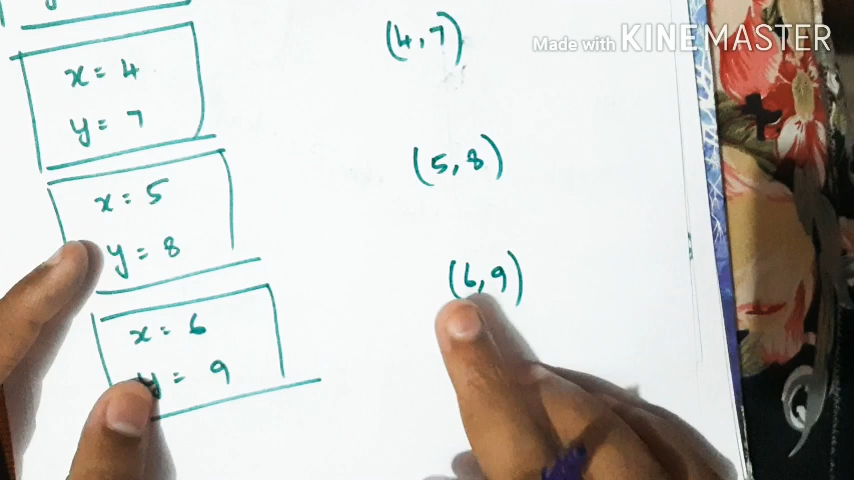 Made with KINEMASTER
x = 4
y = 7
(4,7)
x = 5
y = 8
(5,8)
x = 6
y = 9
(6,9)